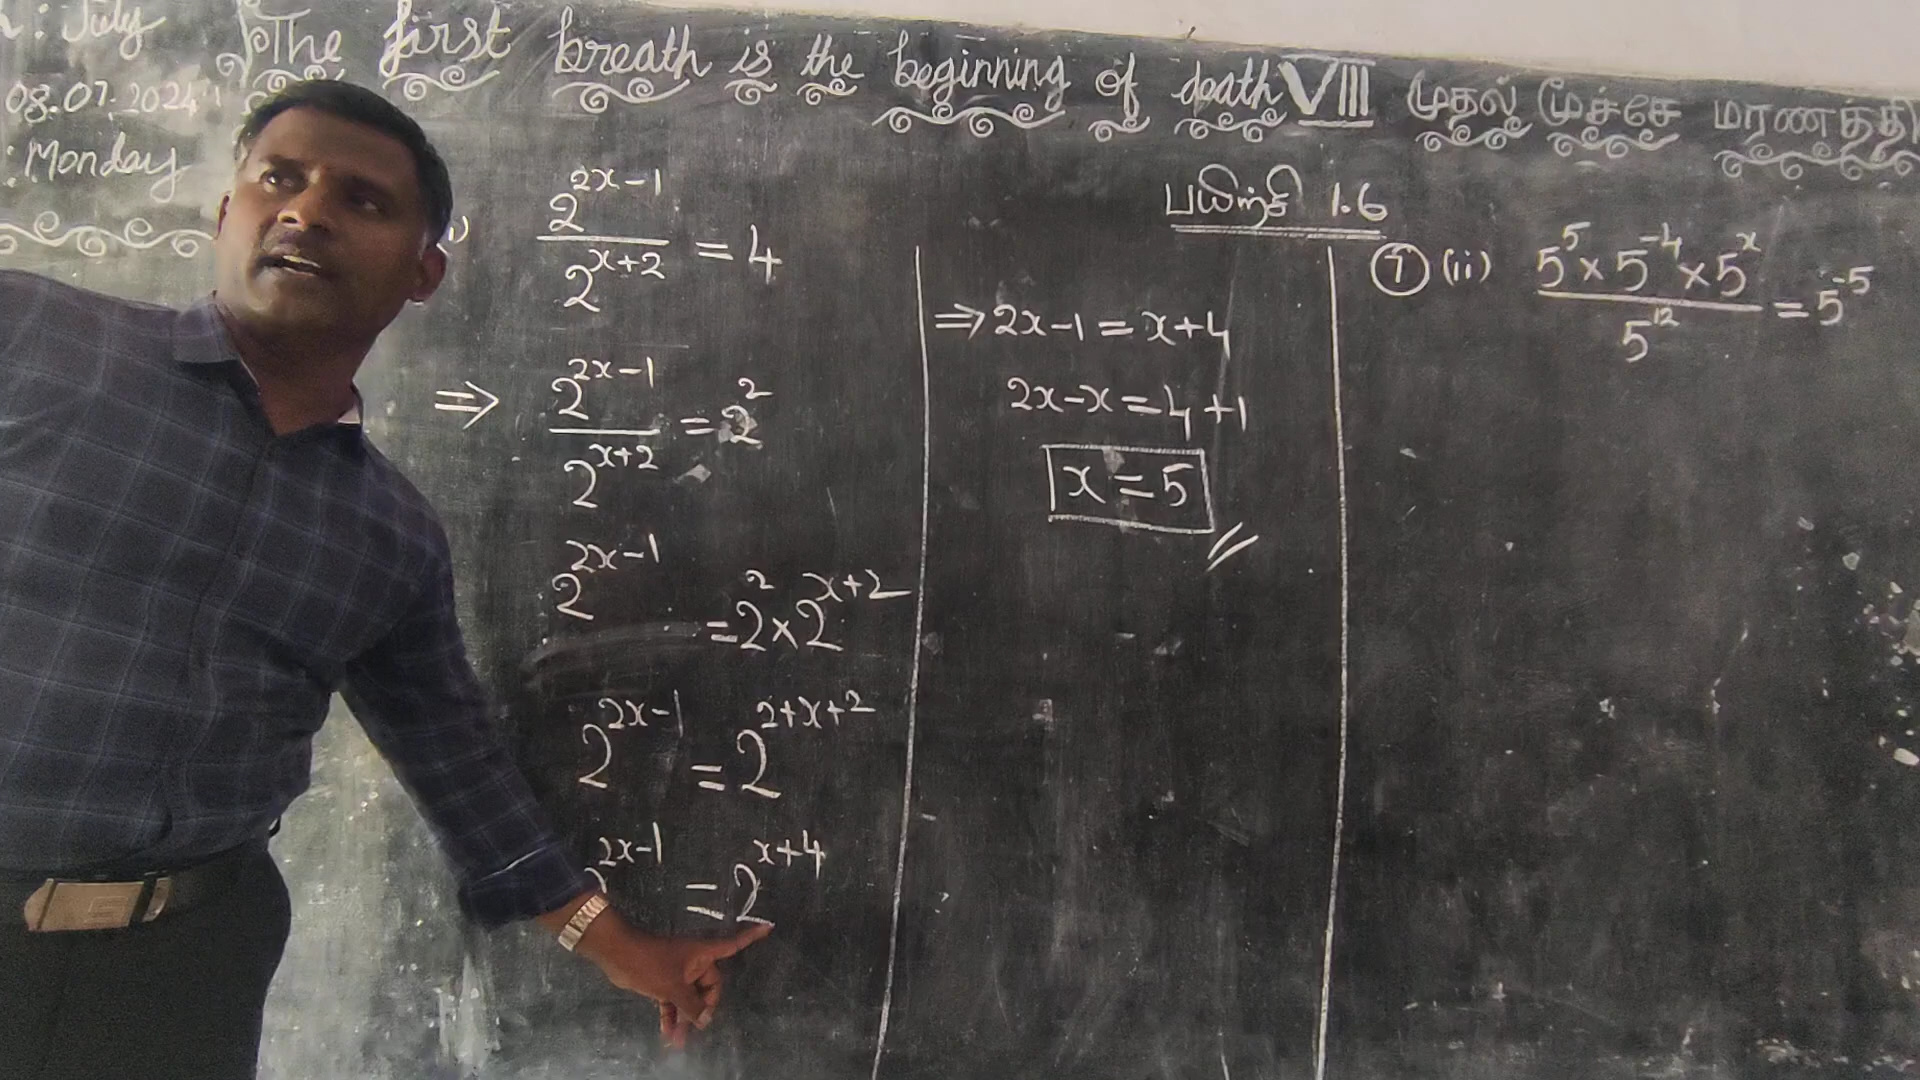 : July
08.07.2024
: Monday
The first breath is the beginning of death VIII முதல் மூச்சே
2^{2x-1} / 2^{x+2} = 4
⇒ 2^{2x-1} / 2^{x+2} = 2^2
2^{2x-1} = 2^2 × 2^{x+2}
2^{2x-1} = 2^{2+x+2}
2^{2x-1} = 2^{x+4}
⇒ 2x-1 = x+4
2x-x = 4+1
x = 5
பயிற்சி 1.6
7 (ii) 5^5 × 5^{-4} × 5^x / 5^{12} = 5^{-5}